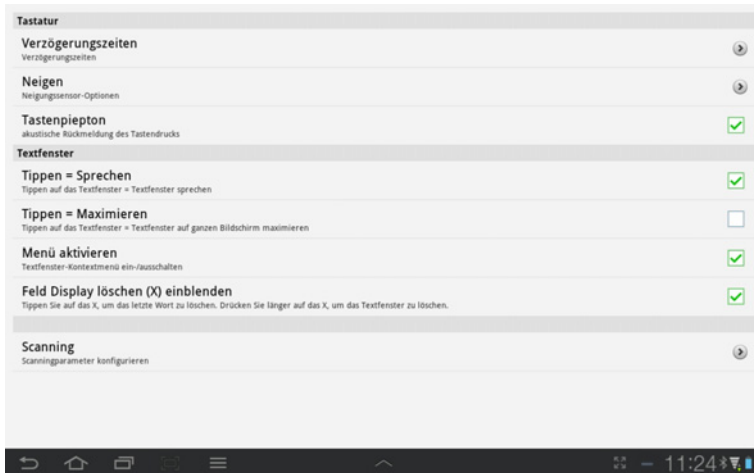 Tastatur
Verzögerungszeiten
Verzögerungszeiten
Neigen
Neigungssensor-Optionen
Tastenpiepton
akustische Rückmeldung des Tastendrucks
Textfenster
Tippen = Sprechen
Tippen auf das Textfenster = Textfenster sprechen
Tippen = Maximieren
Tippen auf das Textfenster = Textfenster auf ganzen Bildschirm maximieren
Menü aktivieren
Textfenster-Kontextmenü ein-/ausschalten
Feld Display löschen (X) einblenden
Tippen Sie auf das X, um das letzte Wort zu löschen. Drücken Sie länger auf das X, um das Textfenster zu löschen.
Scanning
Scanningparameter konfigurieren
11:24